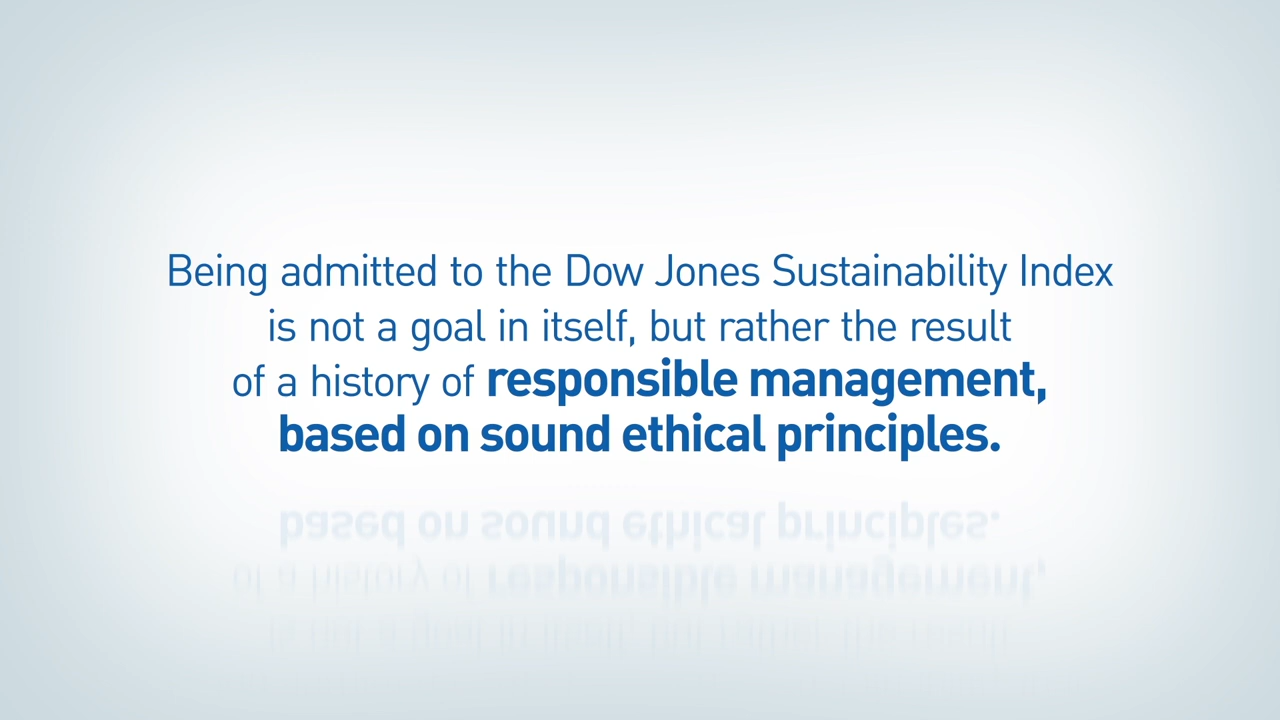 Being admitted to the Dow Jones Sustainability Index
is not a goal in itself, but rather the result
of a history of responsible management,
based on sound ethical principles.